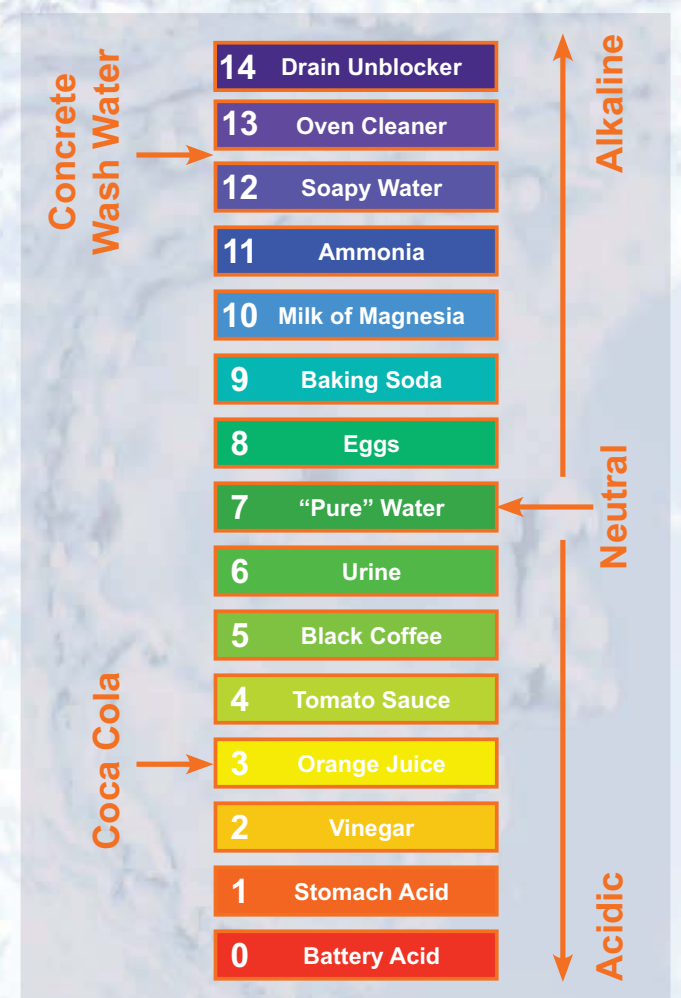 Concrete
Wash Water
14 Drain Unblocker
13 Oven Cleaner
12 Soapy Water
11 Ammonia
10 Milk of Magnesia
9 Baking Soda
8 Eggs
7 “Pure” Water
6 Urine
5 Black Coffee
4 Tomato Sauce
3 Orange Juice
2 Vinegar
1 Stomach Acid
0 Battery Acid
Coca Cola
Alkaline
Neutral
Acidic